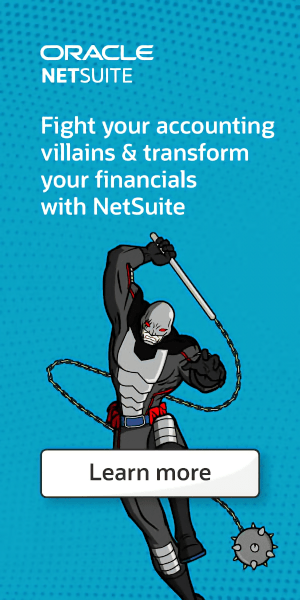 ORACLE
NETSUITE
Fight your accounting
villains & transform
your financials
with NetSuite
Learn more